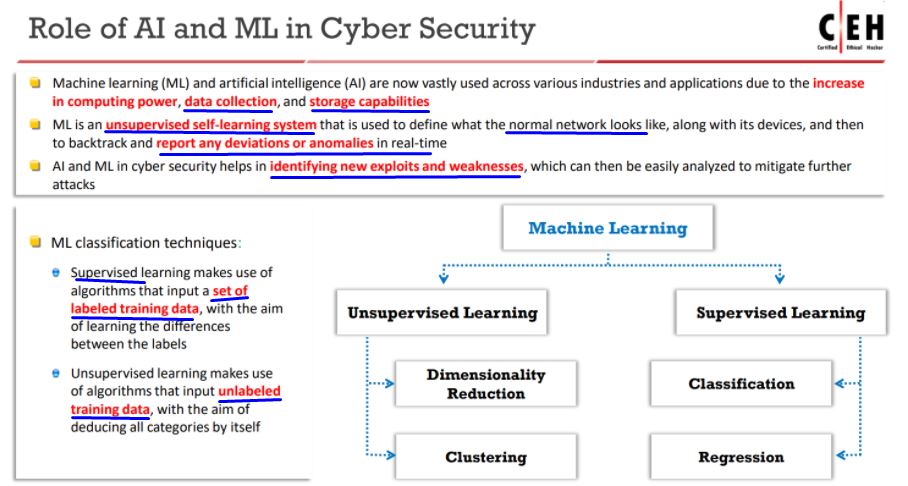 Role of AI and ML in Cyber Security
C|EH
Certified Ethical Hacker
Machine learning (ML) and artificial intelligence (AI) are now vastly used across various industries and applications due to the increase
in computing power, data collection, and storage capabilities
ML is an unsupervised self-learning system that is used to define what the normal network looks like, along with its devices, and then
to backtrack and report any deviations or anomalies in real-time
AI and ML in cyber security helps in identifying new exploits and weaknesses, which can then be easily analyzed to mitigate further
attacks
ML classification techniques:
Supervised learning makes use of
algorithms that input a set of
labeled training data, with the aim
of learning the differences
between the labels
Unsupervised learning makes use
of algorithms that input unlabeled
training data, with the aim of
deducing all categories by itself
Machine Learning
Unsupervised Learning
Supervised Learning
Dimensionality
Reduction
Classification
Clustering
Regression